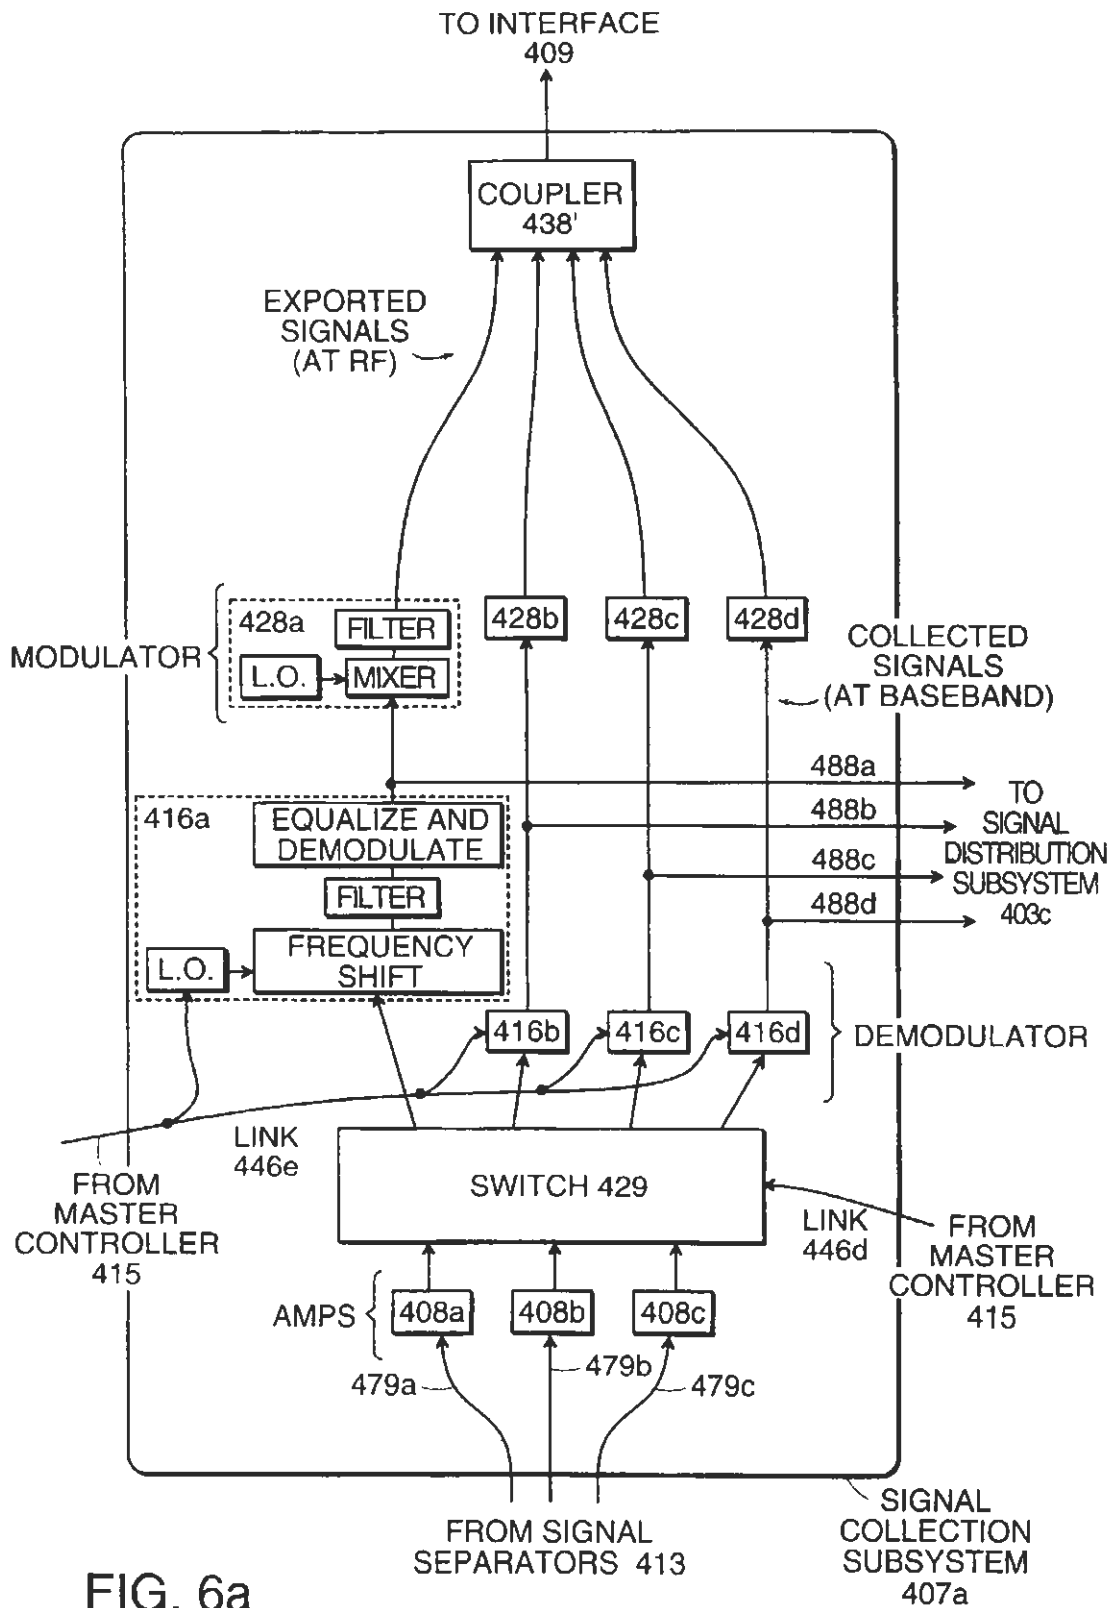 TO INTERFACE
409
COUPLER
438'
EXPORTED
SIGNALS
(AT RF)
428a
FILTER
L.O.
MIXER
MODULATOR
428b
428c
428d
COLLECTED
SIGNALS
(AT BASEBAND)
488a
488b
488c
488d
TO
SIGNAL
DISTRIBUTION
SUBSYSTEM
403c
416a
EQUALIZE AND
DEMODULATE
FILTER
FREQUENCY
SHIFT
L.O.
416b
416c
416d
DEMODULATOR
LINK
446e
FROM
MASTER
CONTROLLER
415
SWITCH 429
LINK
446d
FROM
MASTER
CONTROLLER
415
AMPS
408a
408b
408c
479a
479b
479c
FROM SIGNAL
SEPARATORS 413
SIGNAL
COLLECTION
SUBSYSTEM
407a
FIG. 6a